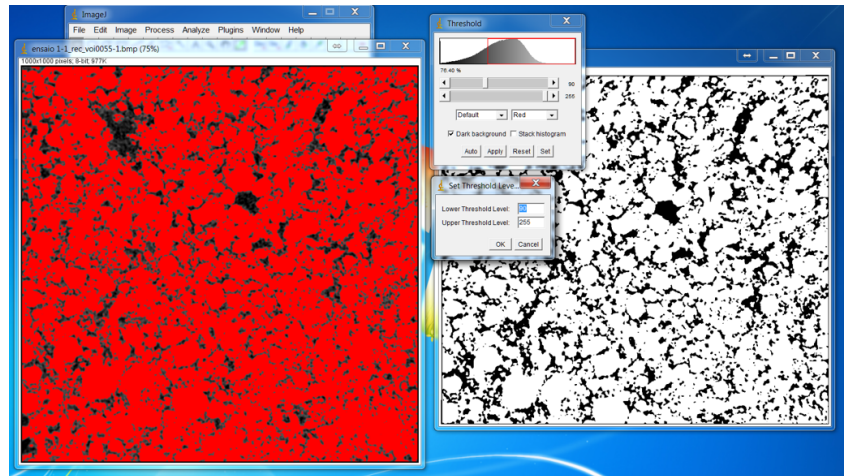 ImageJ
File Edit Image Process Analyze Plugins Window Help
ensaio 1-1_rec_voi0055-1.bmp (75%)
1000x1000 pixels; 8-bit; 977K
Threshold
76.40 %
90
255
Default Red
Dark background Stack histogram
Auto Apply Reset Set
Set Threshold Leve...
Lower Threshold Level: 90
Upper Threshold Level: 255
OK Cancel